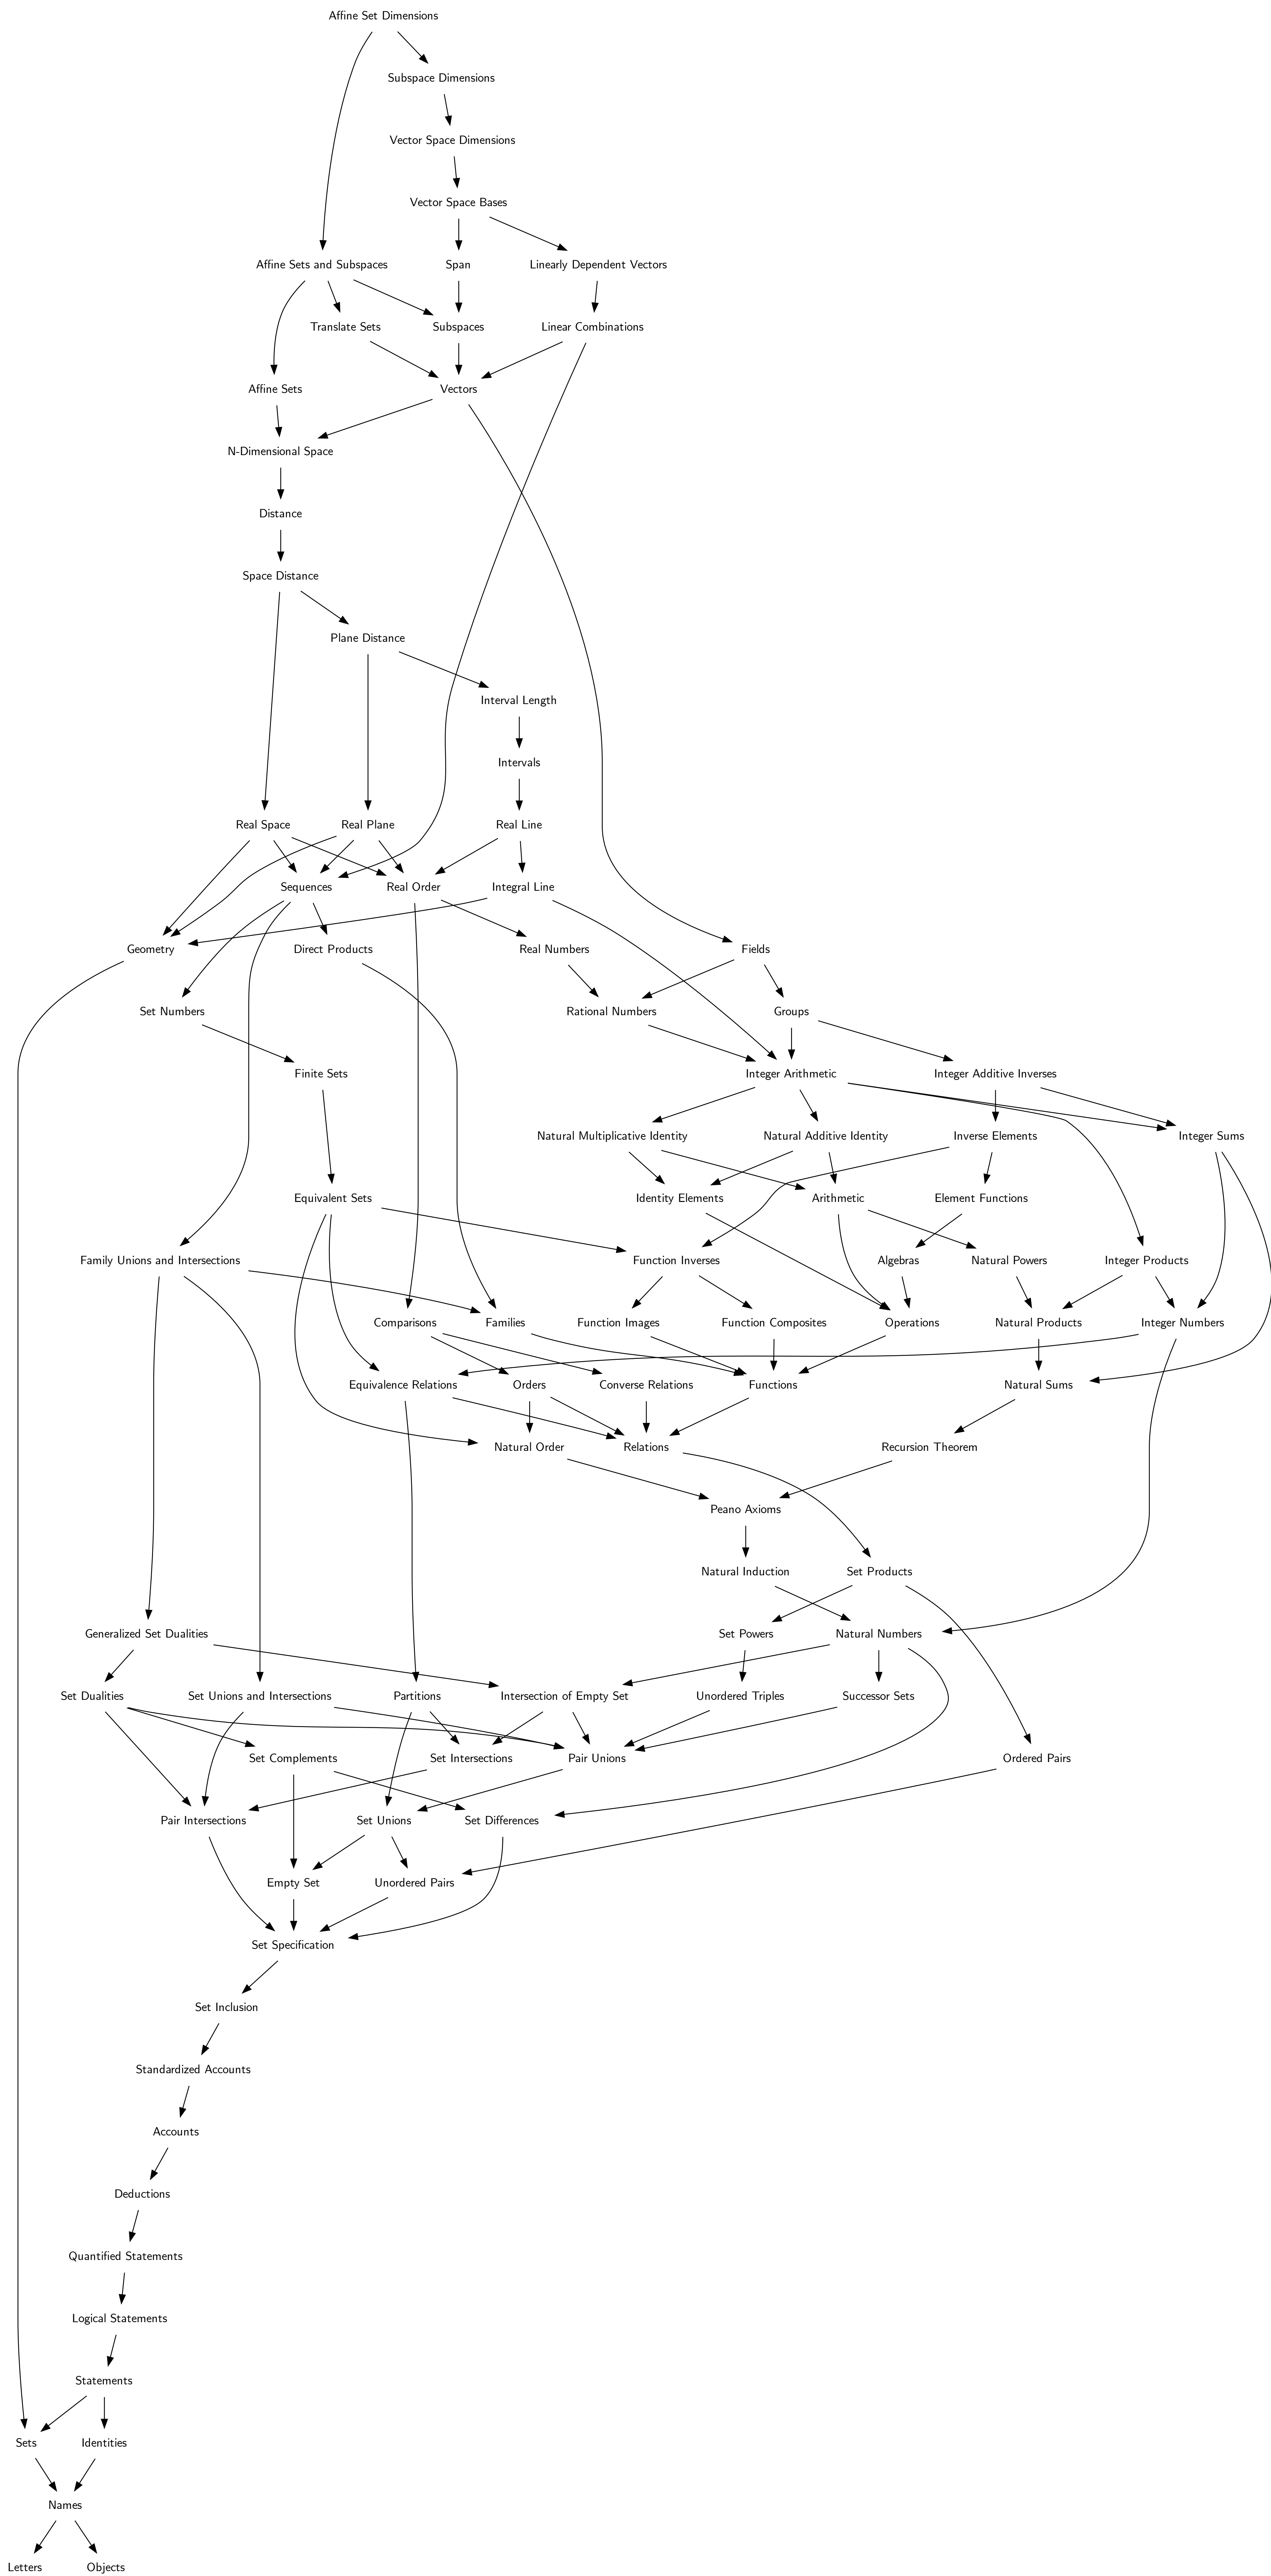 Affine Set Dimensions
Subspace Dimensions
Vector Space Dimensions
Vector Space Bases
Affine Sets and Subspaces
Span
Linearly Dependent Vectors
Translate Sets
Subspaces
Linear Combinations
Affine Sets
Vectors
N-Dimensional Space
Distance
Space Distance
Plane Distance
Interval Length
Intervals
Real Space
Real Plane
Real Line
Sequences
Real Order
Integral Line
Geometry
Direct Products
Real Numbers
Fields
Set Numbers
Rational Numbers
Groups
Finite Sets
Integer Arithmetic
Integer Additive Inverses
Natural Multiplicative Identity
Natural Additive Identity
Inverse Elements
Integer Sums
Equivalent Sets
Identity Elements
Arithmetic
Element Functions
Family Unions and Intersections
Function Inverses
Algebras
Natural Powers
Integer Products
Comparisons
Families
Function Images
Function Composites
Operations
Natural Products
Integer Numbers
Equivalence Relations
Orders
Converse Relations
Functions
Natural Sums
Natural Order
Relations
Recursion Theorem
Peano Axioms
Natural Induction
Set Products
Generalized Set Dualities
Set Powers
Natural Numbers
Set Dualities
Set Unions and Intersections
Partitions
Intersection of Empty Set
Unordered Triples
Successor Sets
Set Complements
Set Intersections
Pair Unions
Ordered Pairs
Pair Intersections
Set Unions
Set Differences
Empty Set
Unordered Pairs
Set Specification
Set Inclusion
Standardized Accounts
Accounts
Deductions
Quantified Statements
Logical Statements
Statements
Sets
Identities
Names
Letters
Objects